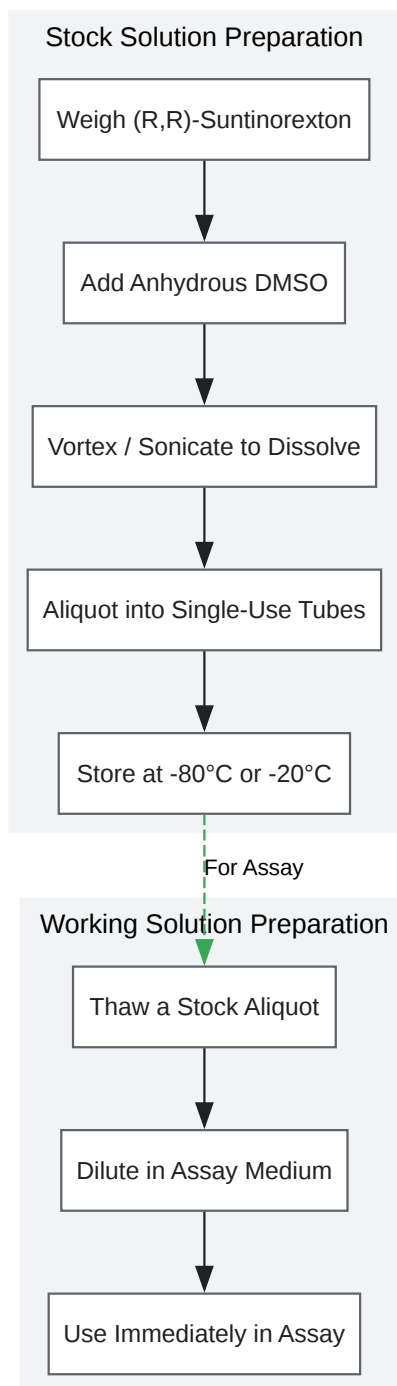 Stock Solution Preparation
Weigh (R,R)-Suntinorexton
Add Anhydrous DMSO
Vortex / Sonicate to Dissolve
Aliquot into Single-Use Tubes
Store at -80°C or -20°C
For Assay
Working Solution Preparation
Thaw a Stock Aliquot
Dilute in Assay Medium
Use Immediately in Assay